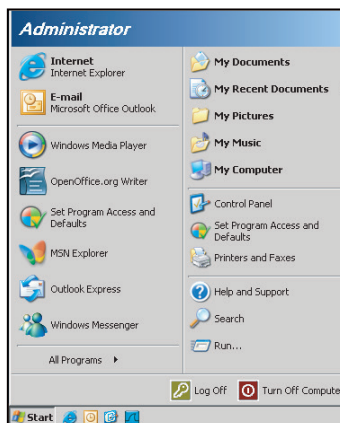 Administrator
Internet
Internet Explorer
E-mail
Microsoft Office Outlook
Windows Media Player
OpenOffice.org Writer
Set Program Access and
Defaults
MSN Explorer
Outlook Express
Windows Messenger
All Programs
My Documents
My Recent Documents
My Pictures
My Music
My Computer
Control Panel
Set Program Access and
Defaults
Printers and Faxes
Help and Support
Search
Run...
Log Off
Turn Off Compute
Start